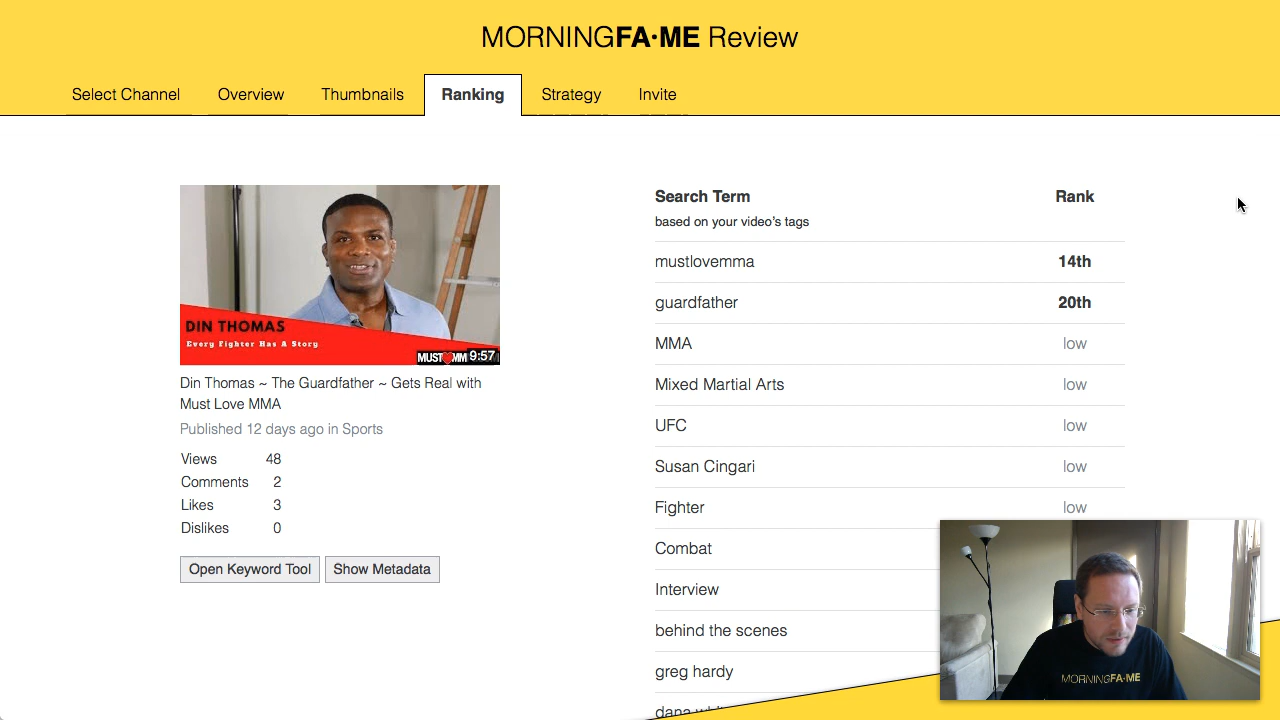 MORNINGFA·ME Review
Select Channel Overview Thumbnails Ranking Strategy Invite
DIN THOMAS
Every Fighter Has A Story
9:57
Din Thomas ~ The Guardfather ~ Gets Real with
Must Love MMA
Published 12 days ago in Sports
Views 48
Comments 2
Likes 3
Dislikes 0
Open Keyword Tool Show Metadata
Search Term Rank
based on your video's tags
mustlovemma 14th
guardfather 20th
MMA low
Mixed Martial Arts low
UFC low
Susan Cingari low
Fighter low
Combat
Interview
behind the scenes
greg hardy
dana
MORNINGFA·ME